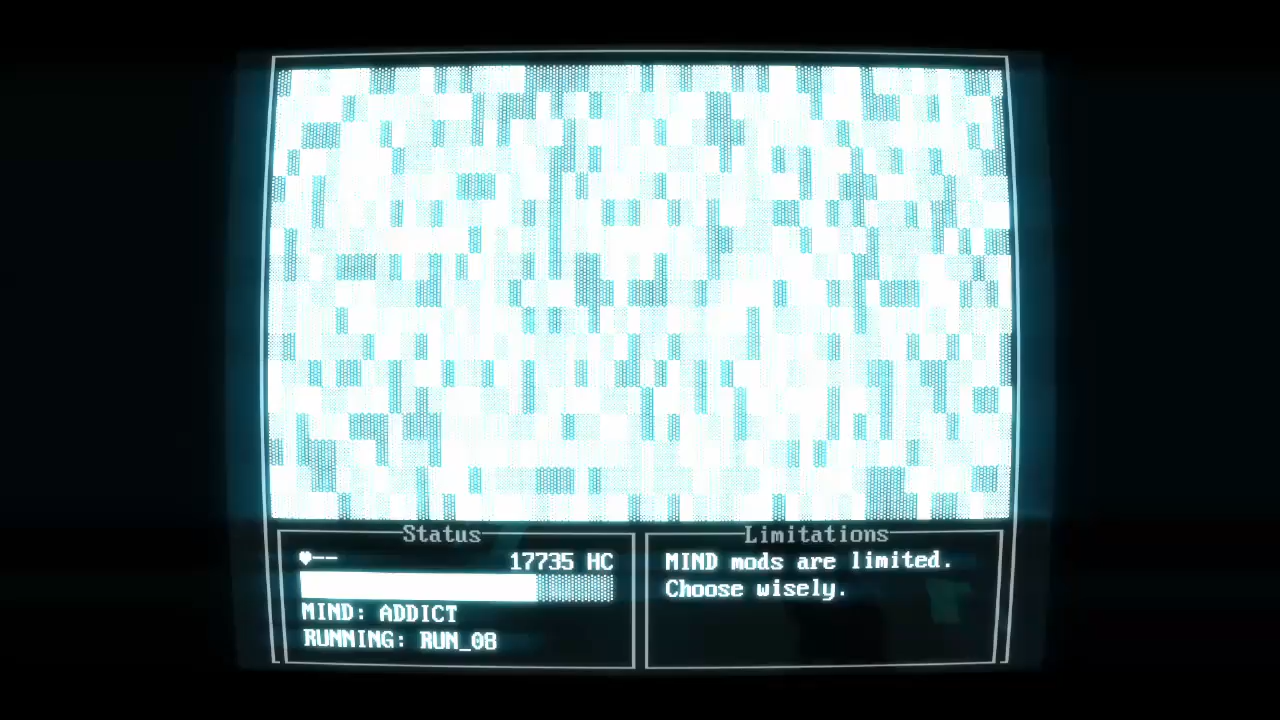 Status
♥--
17735 HC
MIND: ADDICT
RUNNING: RUN_08
Limitations
MIND mods are limited.
Choose wisely.